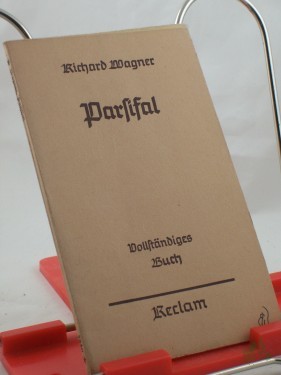 Richard Wagner
Parsifal
Vollständiges
Buch
Reclam